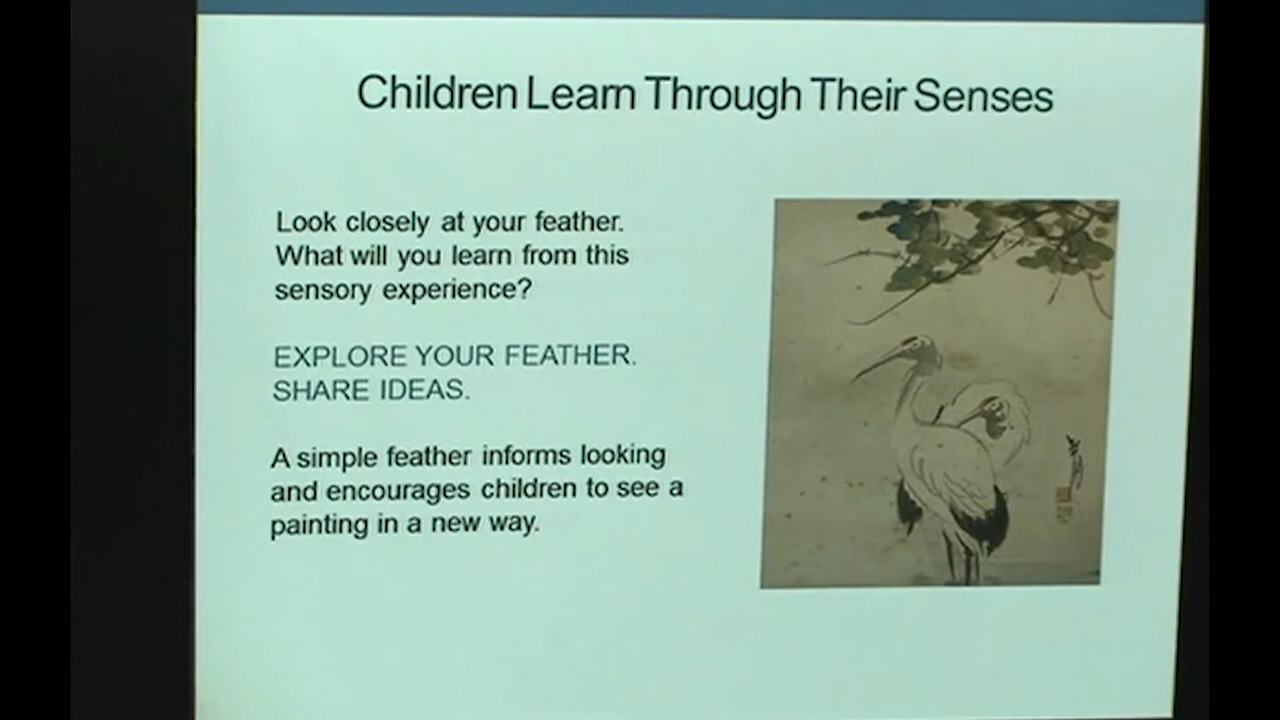 Children Learn Through Their Senses
Look closely at your feather.
What will you learn from this
sensory experience?
EXPLORE YOUR FEATHER.
SHARE IDEAS.
A simple feather informs looking
and encourages children to see a
painting in a new way.